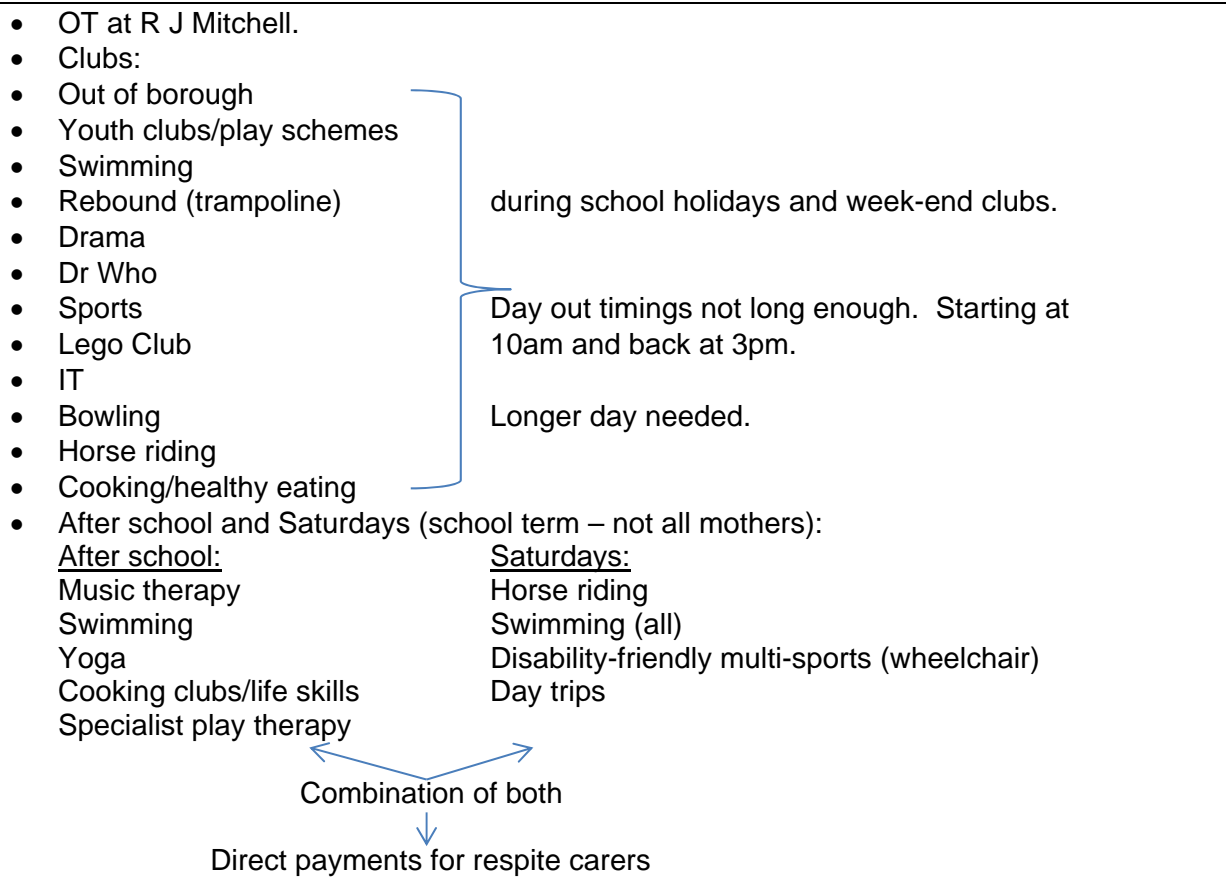 • OT at R J Mitchell.
• Clubs:
• Out of borough
• Youth clubs/play schemes
• Swimming
• Rebound (trampoline) during school holidays and week-end clubs.
• Drama
• Dr Who
• Sports Day out timings not long enough. Starting at
• Lego Club 10am and back at 3pm.
• IT
• Bowling Longer day needed.
• Horse riding
• Cooking/healthy eating
• After school and Saturdays (school term – not all mothers):
After school: Saturdays:
Music therapy Horse riding
Swimming Swimming (all)
Yoga Disability-friendly multi-sports (wheelchair)
Cooking clubs/life skills Day trips
Specialist play therapy
Combination of both
Direct payments for respite carers